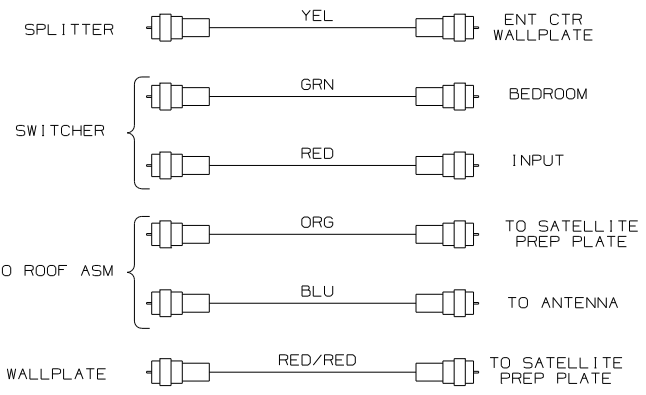 SPLITTER YEL ENT CTR
WALLPLATE
GRN BEDROOM
SWITCHER
RED INPUT
ORG TO SATELLITE
PREP PLATE
O ROOF ASM
BLU TO ANTENNA
WALLPLATE RED/RED TO SATELLITE
PREP PLATE